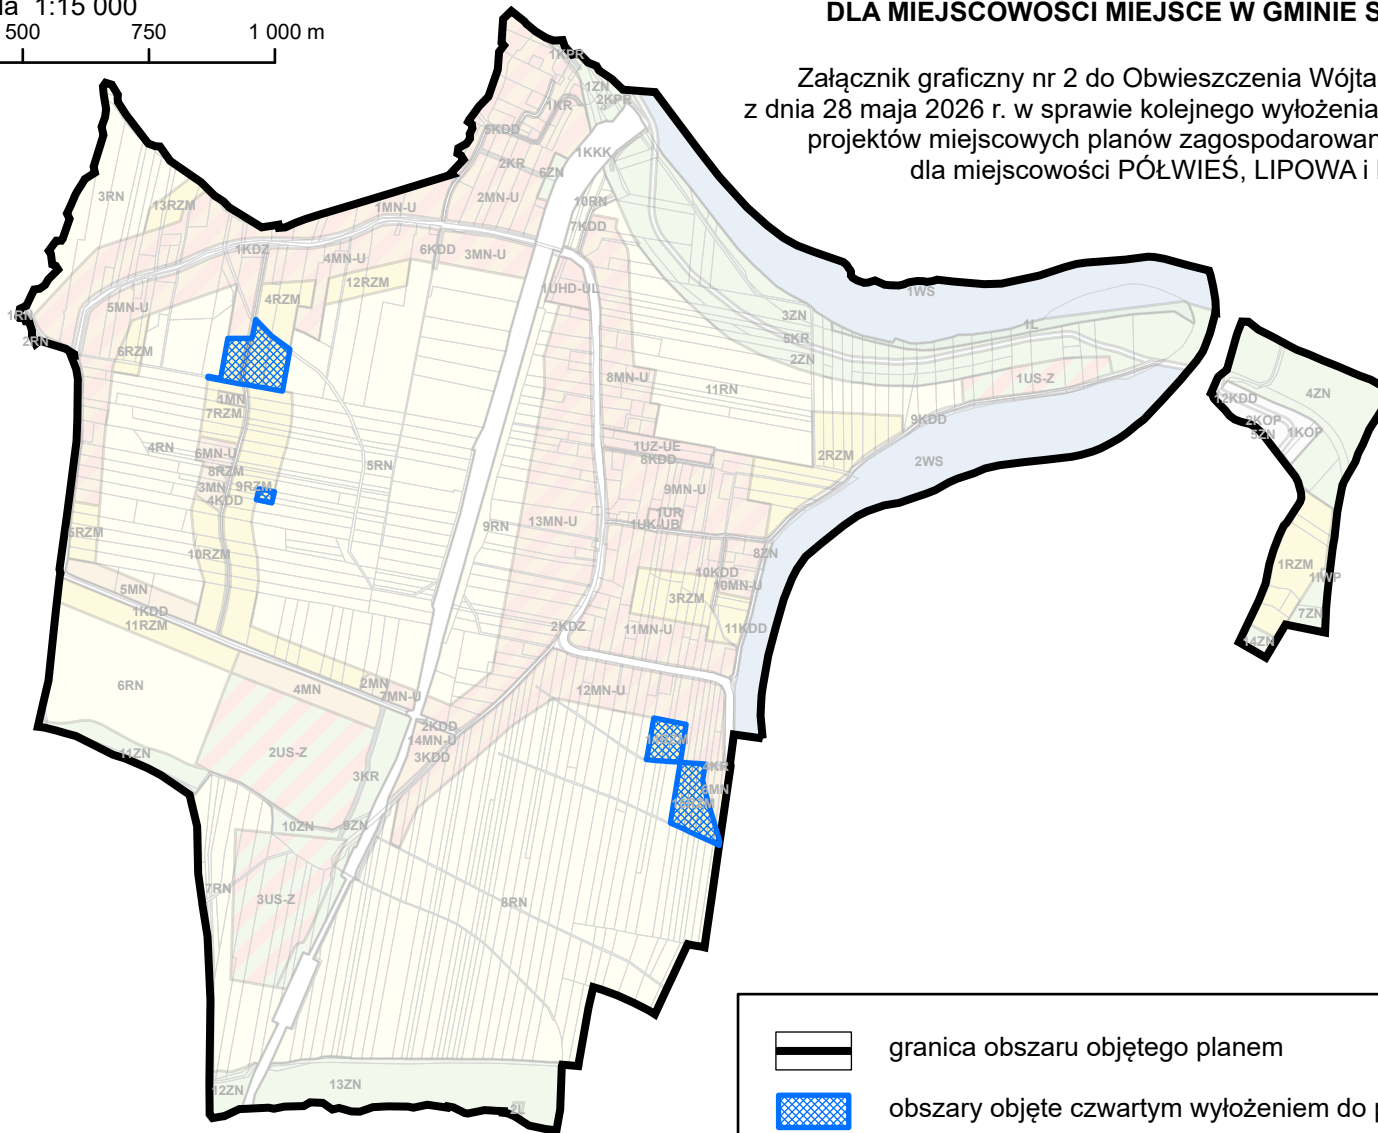 1:15 000
500 750 1 000 m
DLA MIEJSCOWOŚCI MIEJSCE W GMINIE
Załącznik graficzny nr 2 do Obwieszczenia Wójta
z dnia 28 maja 2026 r. w sprawie kolejnego wyłożenia
projektów miejscowych planów zagospodarowan
dla miejscowości PÓŁWIEŚ, LIPOWA i
1KPR
1ZN
2KPR
1KR
5KDD
1KKK
2KR
6ZN
3RN
13RZM
2MN-U
10RN
1MN-U
7KDD
1KDZ
6KDD
3MN-U
4MN-U
12RZM
1UHD-UL
1WS
4RZM
5MN-U
1RN
3ZN
1L
2RN
5KR
6RZM
2ZN
8MN-U
1US-Z
11RN
4ZN
1MN
12KDD
7RZM
9KDD
2KOP
1KOP
5ZN
4RN
1UZ-UE
6MN-U
8KDD
2RZM
2WS
5RN
8RZM
3MN
9RZM
9MN-U
4KDD
1UR
9RN
13MN-U
1UK-UB
5RZM
10RZM
8ZN
1RZM
10KDD
1WP
5MN
10MN-U
3RZM
1KDD
7ZN
11RZM
2KDZ
11MN-U
11KDD
14ZN
6RN
4MN
2MN
7MN-U
12MN-U
2KDD
14MN-U
11ZN
2US-Z
3KDD
3KR
4KR
6MN
10ZN
9ZN
7RN
3US-Z
8RN
13ZN
12ZN
2L
granica obszaru objętego planem
obszary objęte czwartym wyłożeniem do